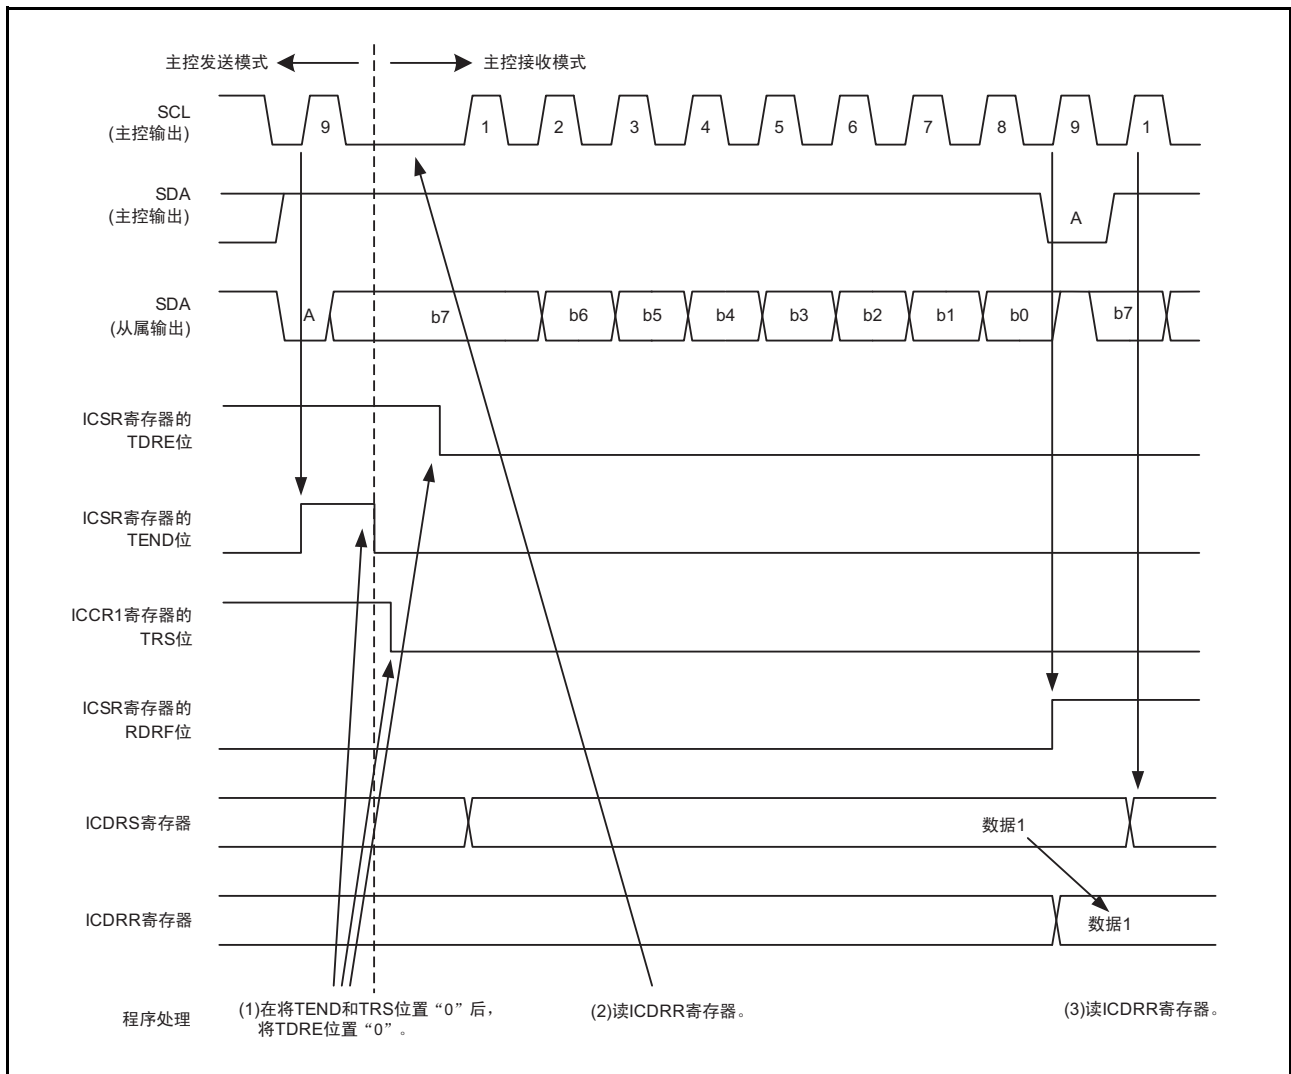 主控发送模式
主控接收模式
SCL
(主控输出)
9
1
2
3
4
5
6
7
8
9
1
SDA
(主控输出)
A
SDA
(从属输出)
A
b7
b6
b5
b4
b3
b2
b1
b0
b7
ICSR寄存器的
TDRE位
ICSR寄存器的
TEND位
ICCR1寄存器的
TRS位
ICSR寄存器的
RDRF位
ICDRS寄存器
数据1
ICDRR寄存器
数据1
程序处理
(1)在将TEND和TRS位置“0”后，
将TDRE位置“0”。
(2)读ICDRR寄存器。
(3)读ICDRR寄存器。